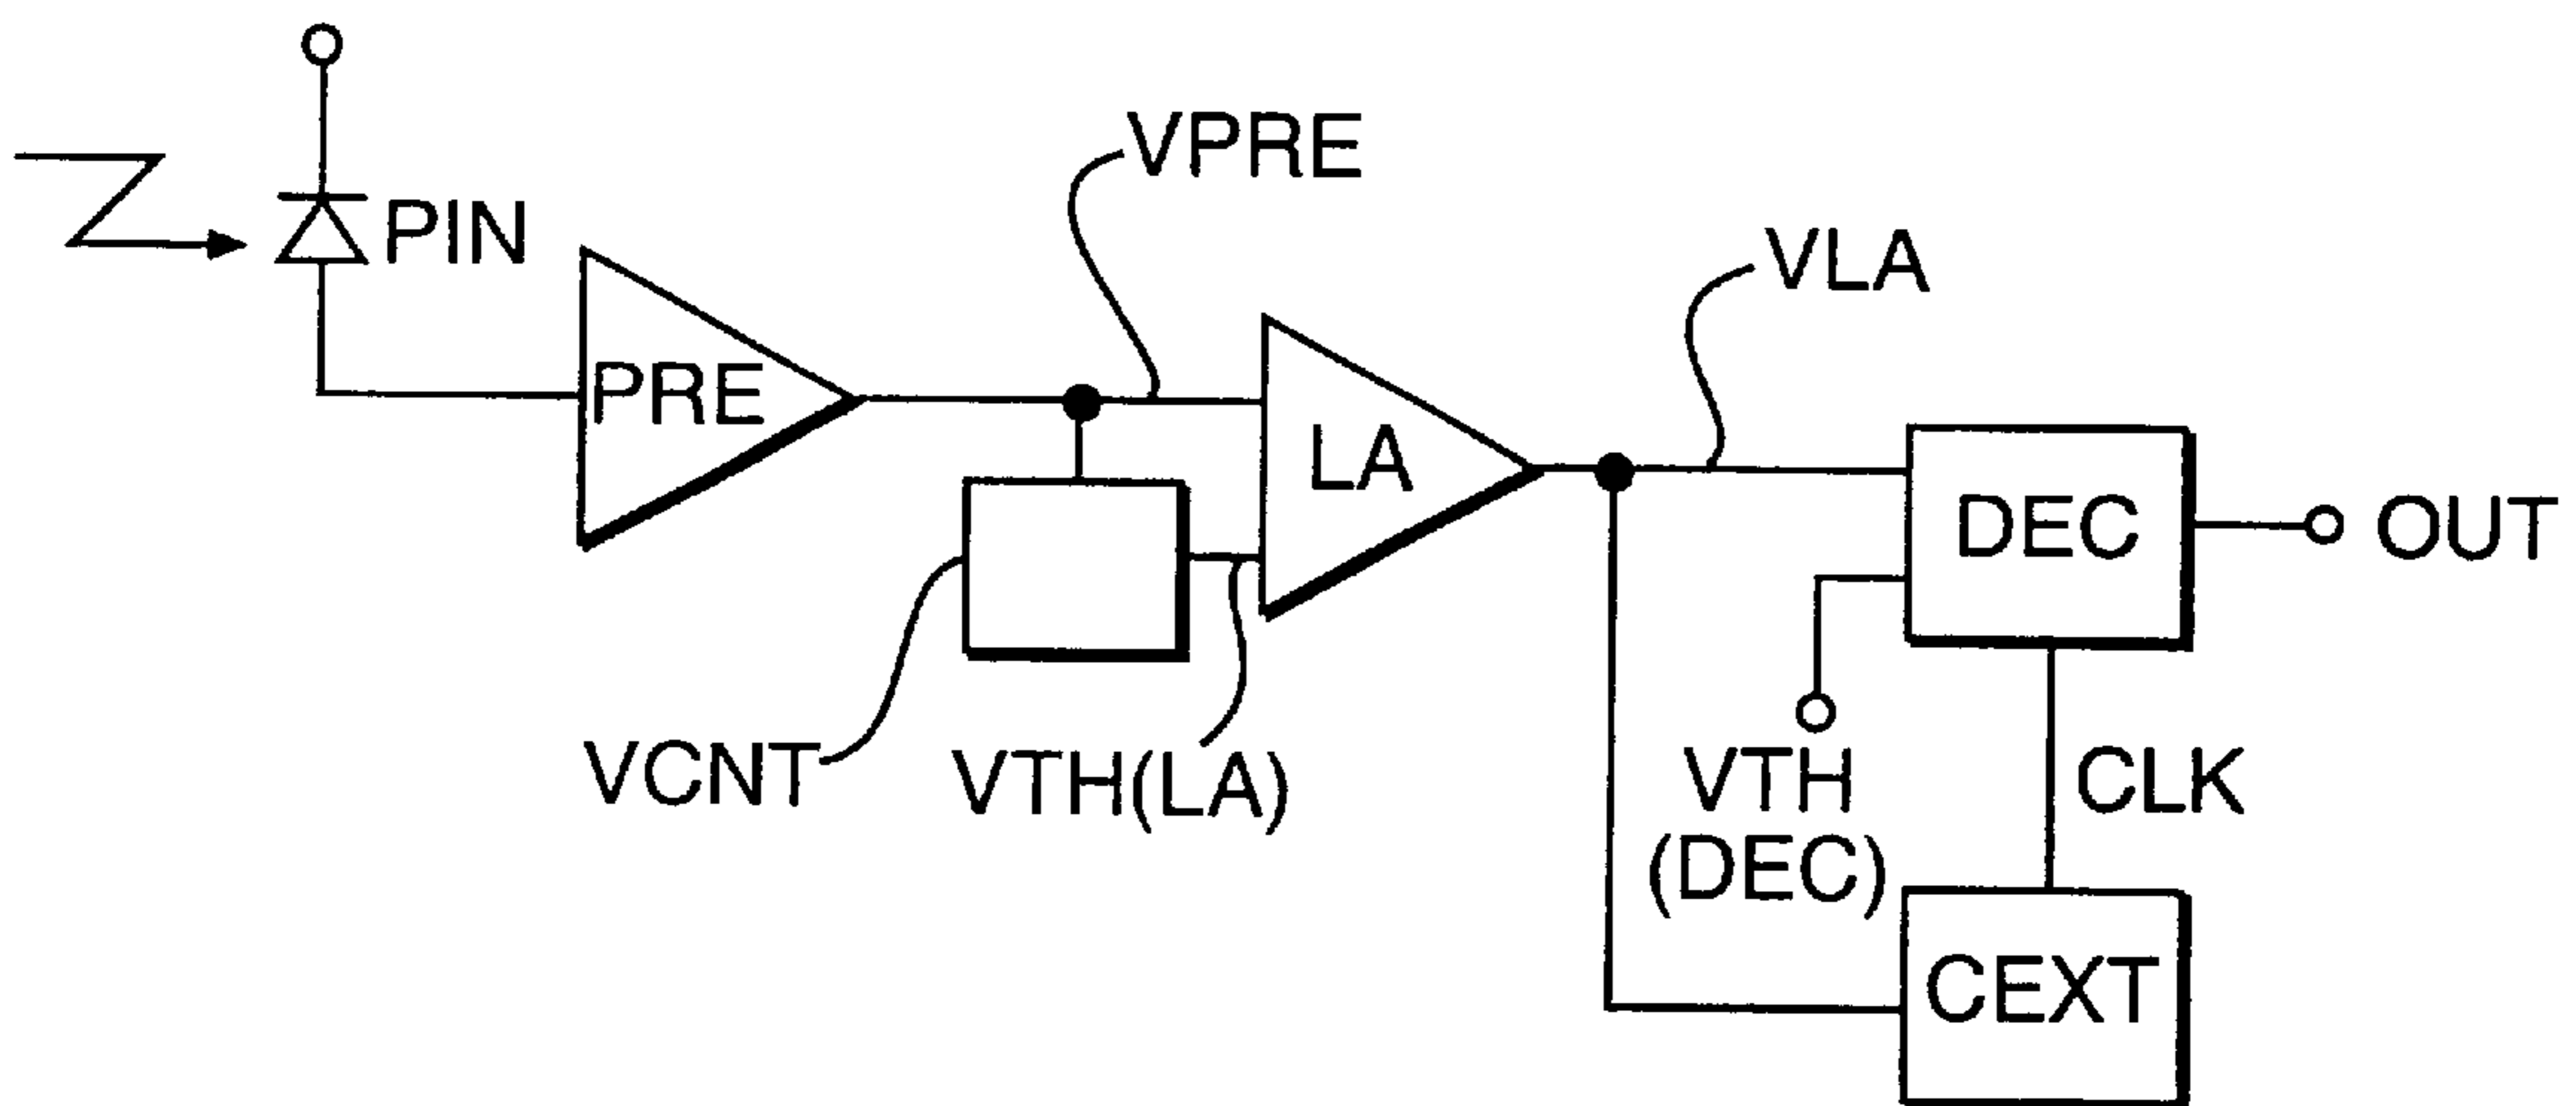 VPRE
PIN
VLA
PRE
LA
DEC
OUT
VCNT
VTH(LA)
VTH
(DEC)
CLK
CEXT